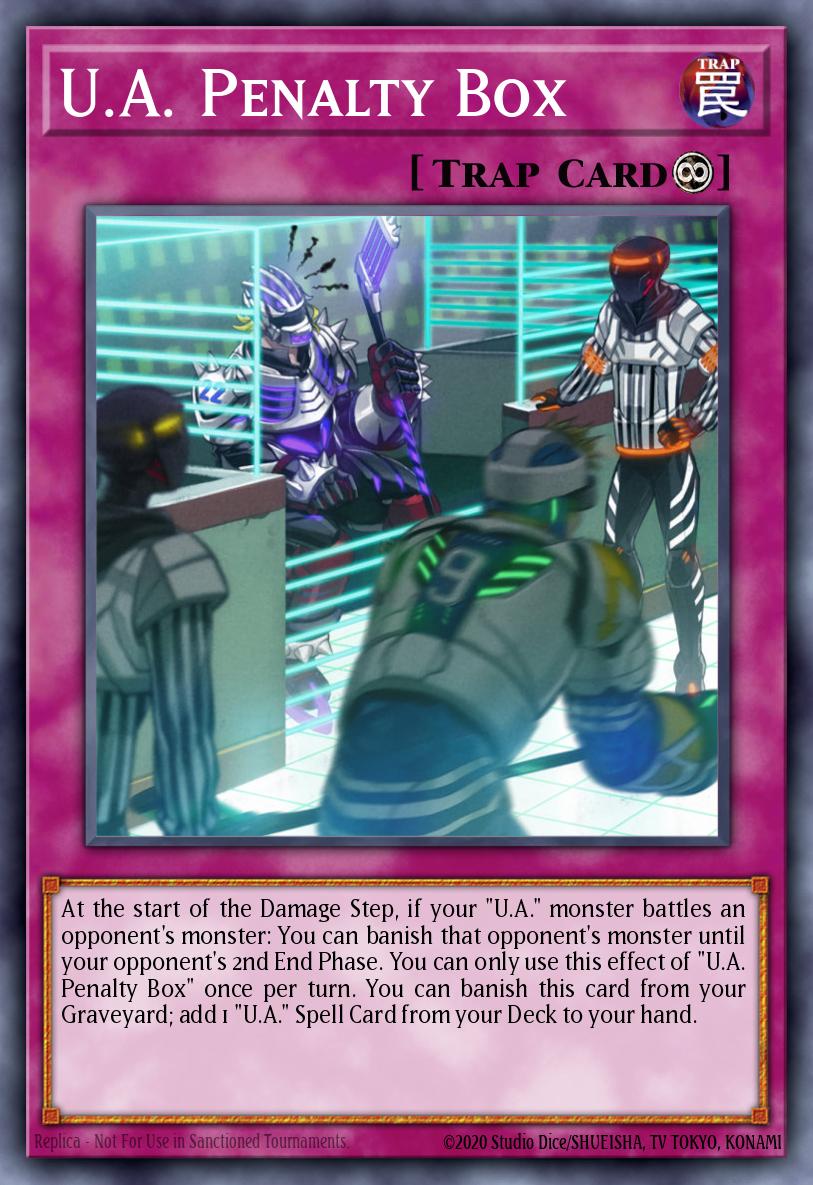 U.A. Penalty Box
TRAP
罠
[ Trap Card ∞ ]
22
9
At the start of the Damage Step, if your "U.A." monster battles an
opponent's monster: You can banish that opponent's monster until
your opponent's 2nd End Phase. You can only use this effect of "U.A.
Penalty Box" once per turn. You can banish this card from your
Graveyard; add 1 "U.A." Spell Card from your Deck to your hand.
Replica - Not For Use in Sanctioned Tournaments.
©2020 Studio Dice/SHUEISHA, TV TOKYO, KONAMI